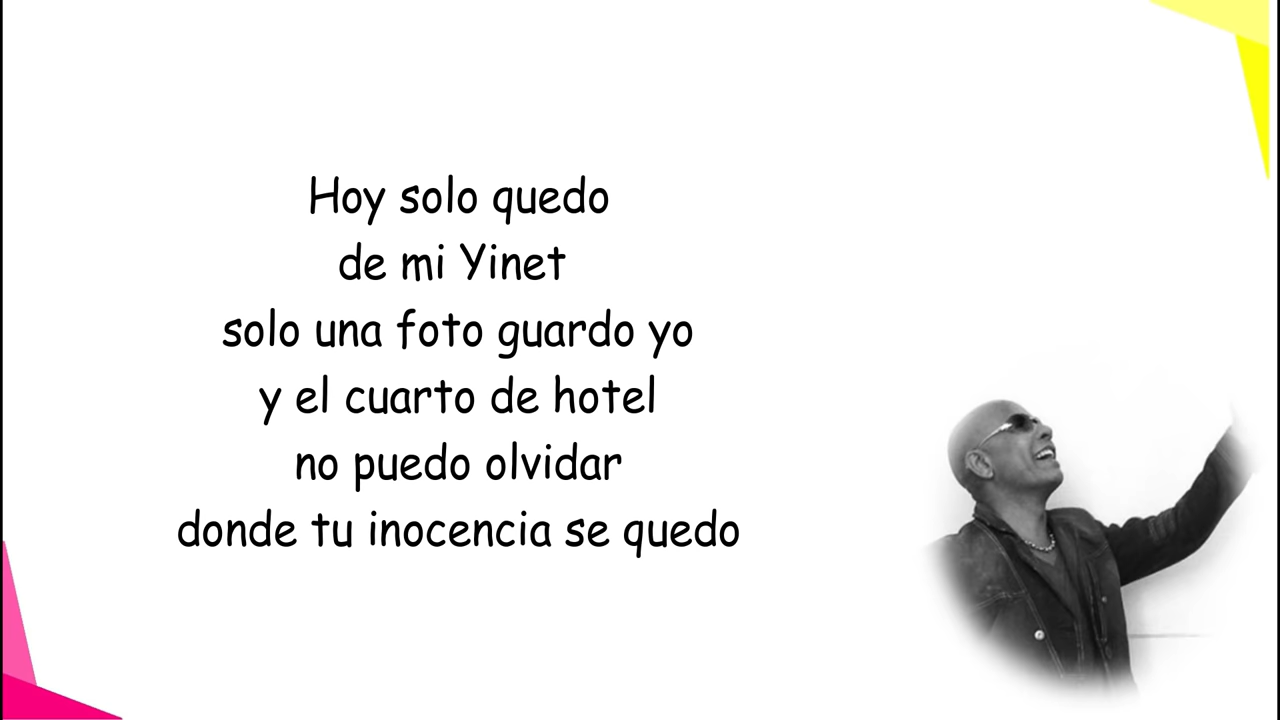 Hoy solo quedo
de mi Yinet
solo una foto guardo yo
y el cuarto de hotel
no puedo olvidar
donde tu inocencia se quedo